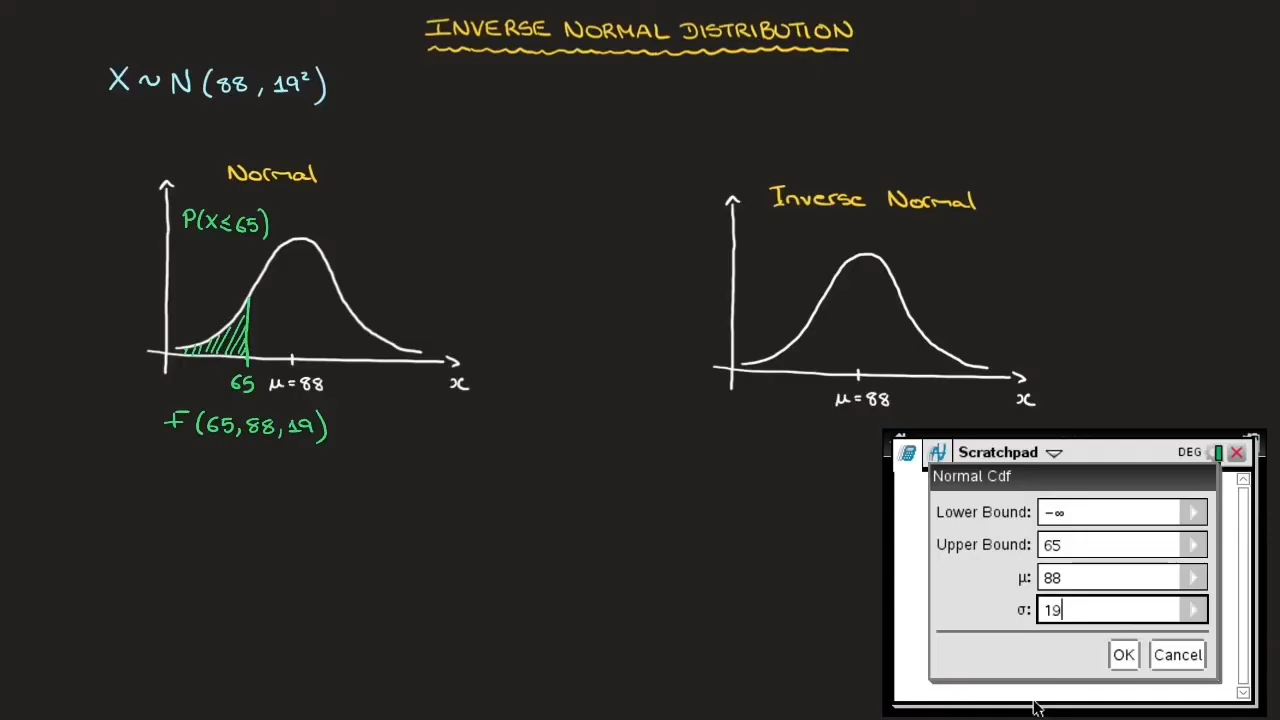 INVERSE NORMAL DISTRIBUTION
X ~ N (88, 19²)
Normal
P(X≤65)
65
μ=88
x
F(65,88,19)
Inverse Normal
μ=88
x
Scratchpad
DEG
Normal Cdf
Lower Bound: -∞
Upper Bound: 65
μ: 88
σ: 19
OK Cancel